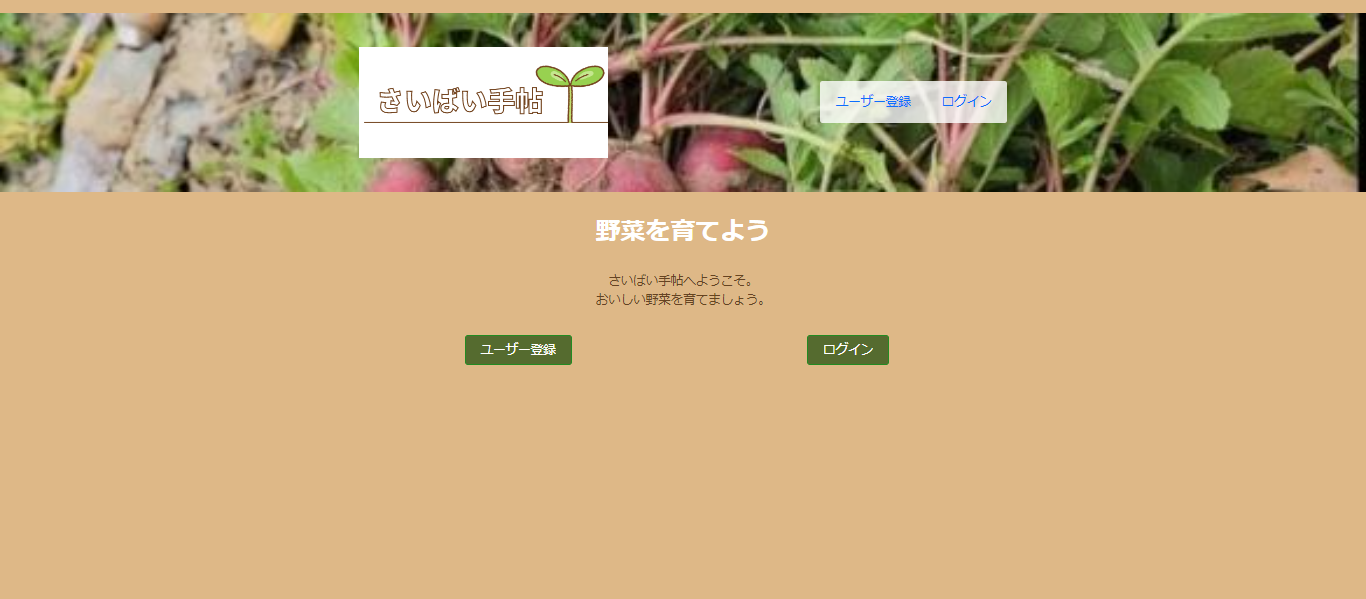 さいばい手帖
ユーザー登録 ログイン
野菜を育てよう
さいばい手帖へようこそ。
おいしい野菜を育てましょう。
ユーザー登録 ログイン